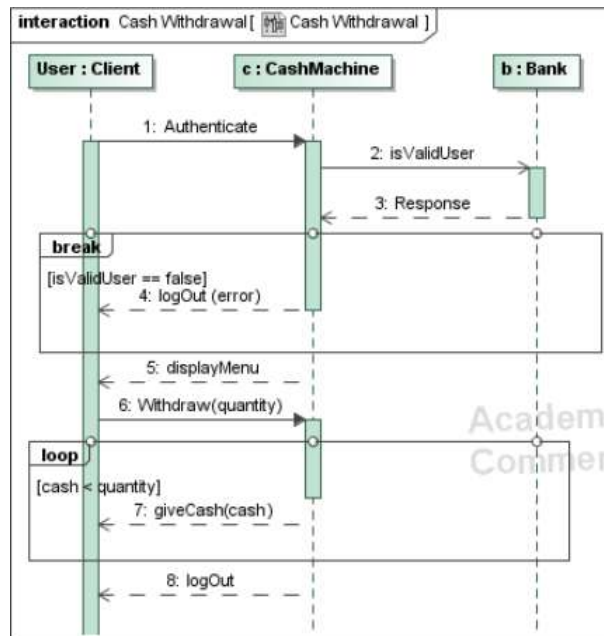 interaction Cash Withdrawal[ Cash Withdrawal ]
User : Client
c : CashMachine
b : Bank
1: Authenticate
2: isValidUser
3: Response
break
[isValidUser == false]
4: logOut (error)
5: displayMenu
6: Withdraw(quantity)
Academ
loop
Commer
[cash < quantity]
7: giveCash(cash)
8: logOut